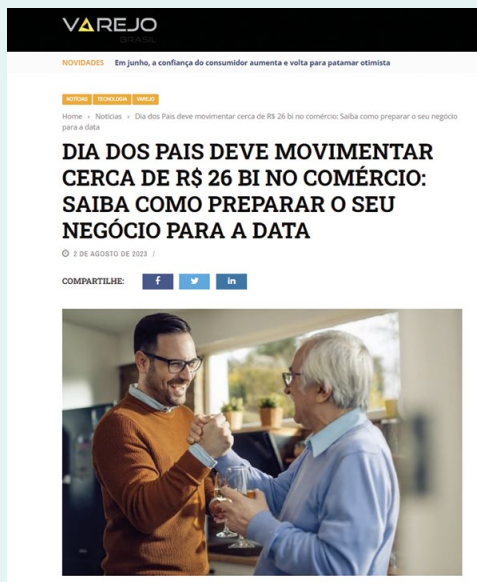 VAREJO
BRASIL
NOVIDADES Em junho, a confiança do consumidor aumenta e volta para patamar otimista
NOTÍCIAS TECNOLOGIA VAREJO
Home › Notícias › Dia dos Pais deve movimentar cerca de R$ 26 bi no comércio: Saiba como preparar o seu negócio
para a data
DIA DOS PAIS DEVE MOVIMENTAR
CERCA DE R$ 26 BI NO COMÉRCIO:
SAIBA COMO PREPARAR O SEU
NEGÓCIO PARA A DATA
2 DE AGOSTO DE 2023 /
COMPARTILHE: f in